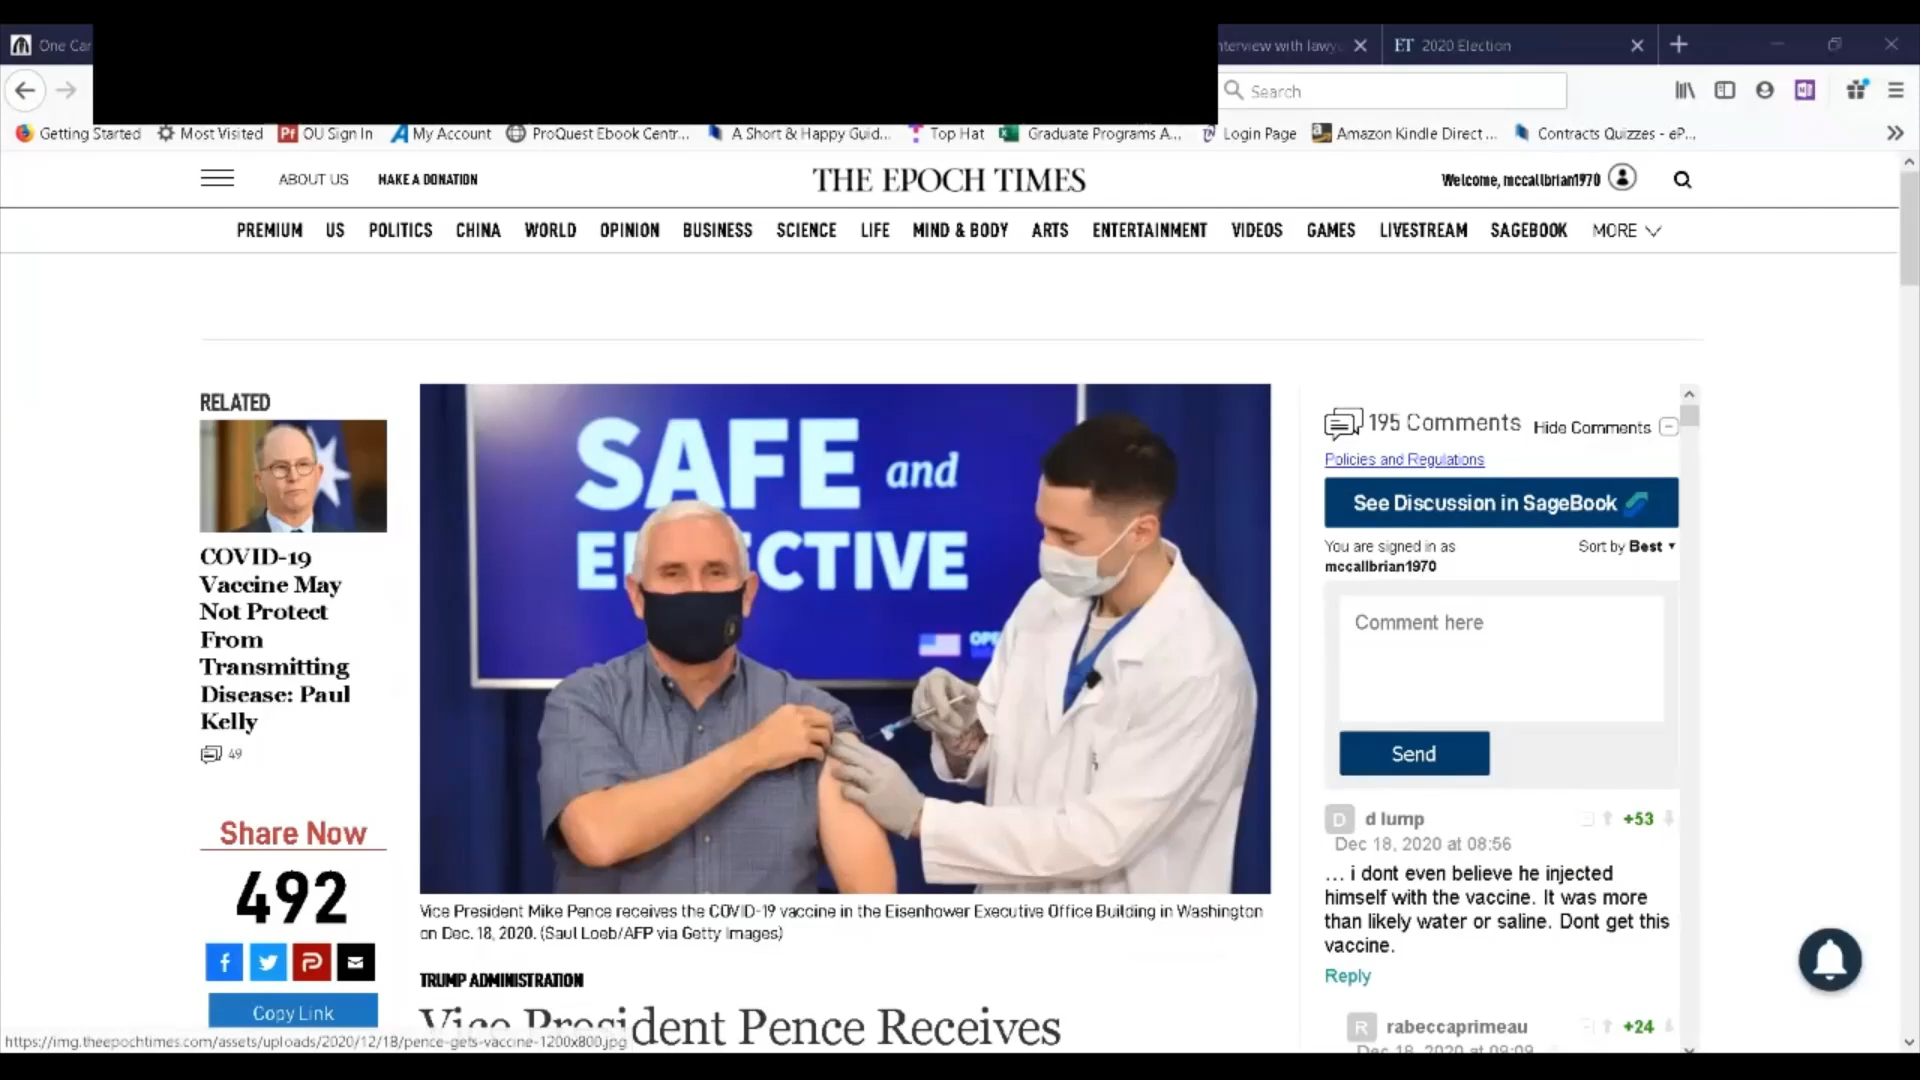 One Car
nterview with lawy
ET 2020 Election
Search
Getting Started
Most Visited
OU Sign In
My Account
ProQuest Ebook Centr...
A Short & Happy Guid...
Top Hat
Graduate Programs A...
Login Page
Amazon Kindle Direct ...
Contracts Quizzes - eP...
ABOUT US
MAKE A DONATION
THE EPOCH TIMES
Welcome, mccallbrian1970
PREMIUM US POLITICS CHINA WORLD OPINION BUSINESS SCIENCE LIFE MIND & BODY ARTS ENTERTAINMENT VIDEOS GAMES LIVESTREAM SAGEBOOK MORE
RELATED
COVID-19
Vaccine May
Not Protect
From
Transmitting
Disease: Paul
Kelly
49
Share Now
492
Copy Link
SAFE and
E CTIVE
OPE
Vice President Mike Pence receives the COVID-19 vaccine in the Eisenhower Executive Office Building in Washington
on Dec. 18, 2020. (Saul Loeb/AFP via Getty Images)
TRUMP ADMINISTRATION
Vice President Pence Receives
195 Comments
Hide Comments
Policies and Regulations
See Discussion in SageBook
You are signed in as
mccallbrian1970
Sort by Best
Comment here
Send
D d lump +53
Dec 18, 2020 at 08:56
... i dont even believe he injected
himself with the vaccine. It was more
than likely water or saline. Dont get this
vaccine.
Reply
R rabeccaprimeau +24
Dec 18, 2020 at 09:09
https://img.theepochtimes.com/assets/uploads/2020/12/18/pence-gets-vaccine-1200x800.jpg